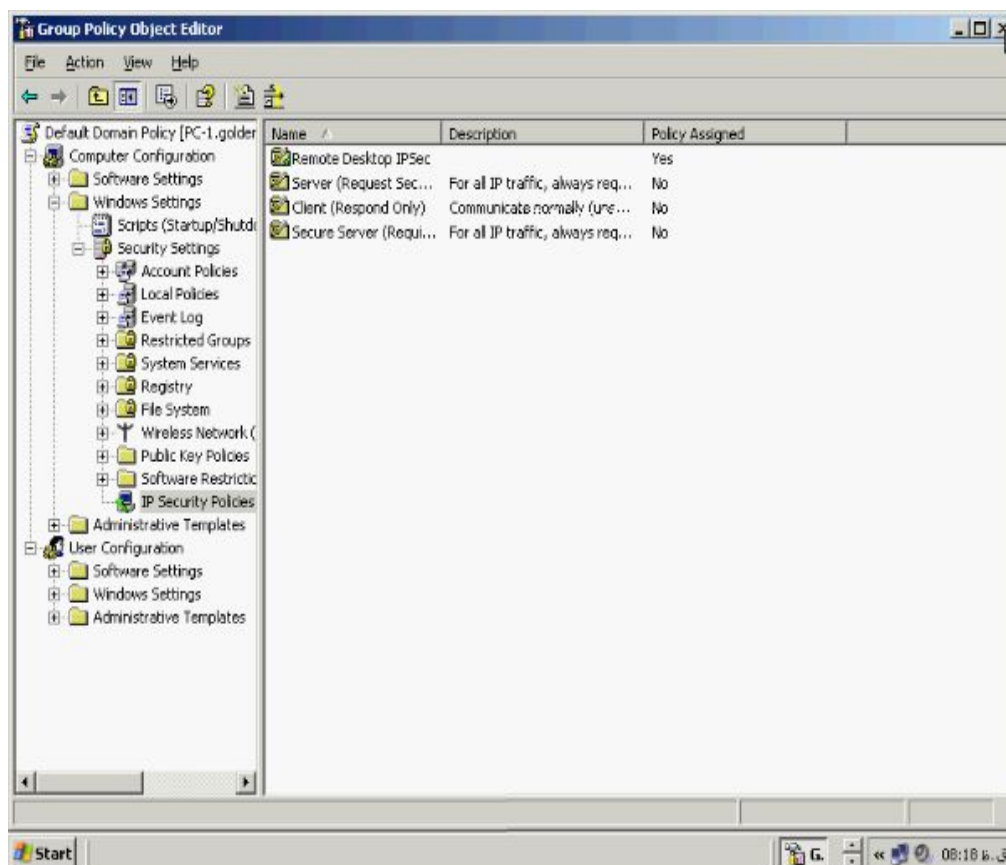 Group Policy Object Editor
File Action View Help
Default Domain Policy [PC-1.golder
Computer Configuration
Software Settings
Windows Settings
Scripts (Startup/Shutd
Security Settings
Account Policies
Local Policies
Event Log
Restricted Groups
System Services
Registry
File System
Wireless Network (
Public Key Policies
Software Restrictic
IP Security Policies
Administrative Templates
User Configuration
Software Settings
Windows Settings
Administrative Templates
Name Description Policy Assigned
Remote Desktop IPSec Yes
Server (Request Sec... For all IP traffic, always req... No
Client (Respond Only) Communicate normally (uns... No
Secure Server (Requi... For all IP traffic, always req... No
Start G. « 08:18